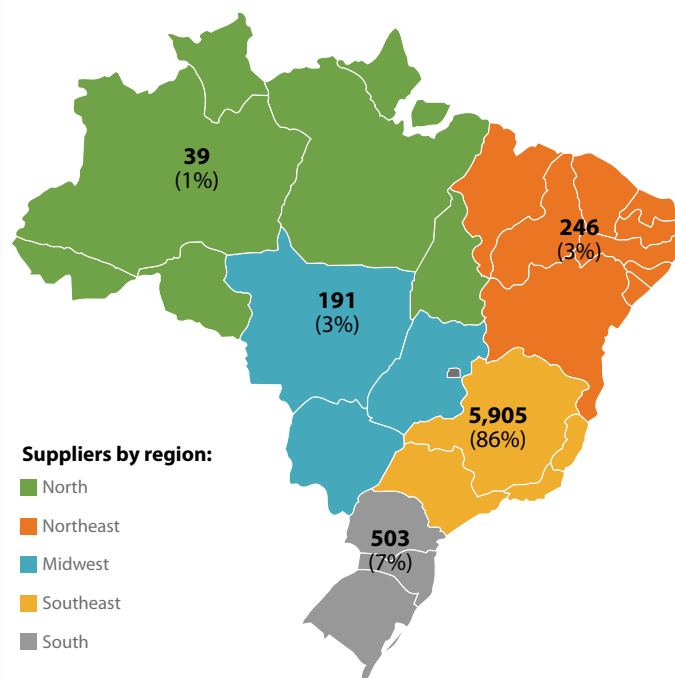 39
(1%)
246
(3%)
191
(3%)
5,905
(86%)
Suppliers by region:
North
Northeast
Midwest
Southeast
South
503
(7%)